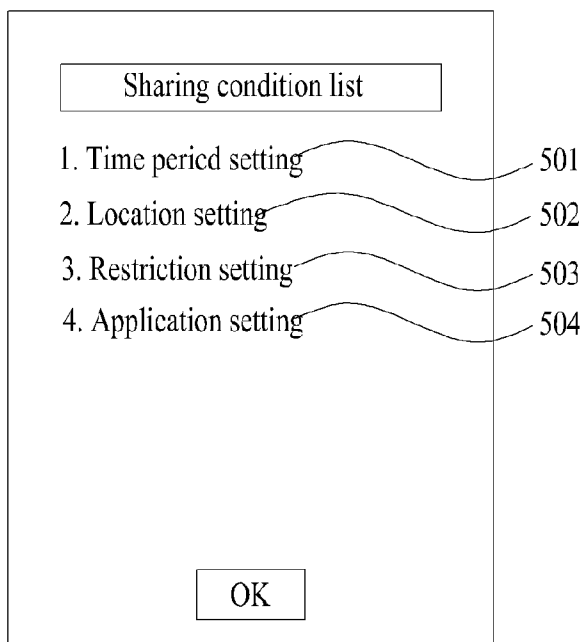 Sharing condition list
1. Time pericd setting 501
2. Location setting 502
3. Restriction setting 503
4. Application setting 504
OK